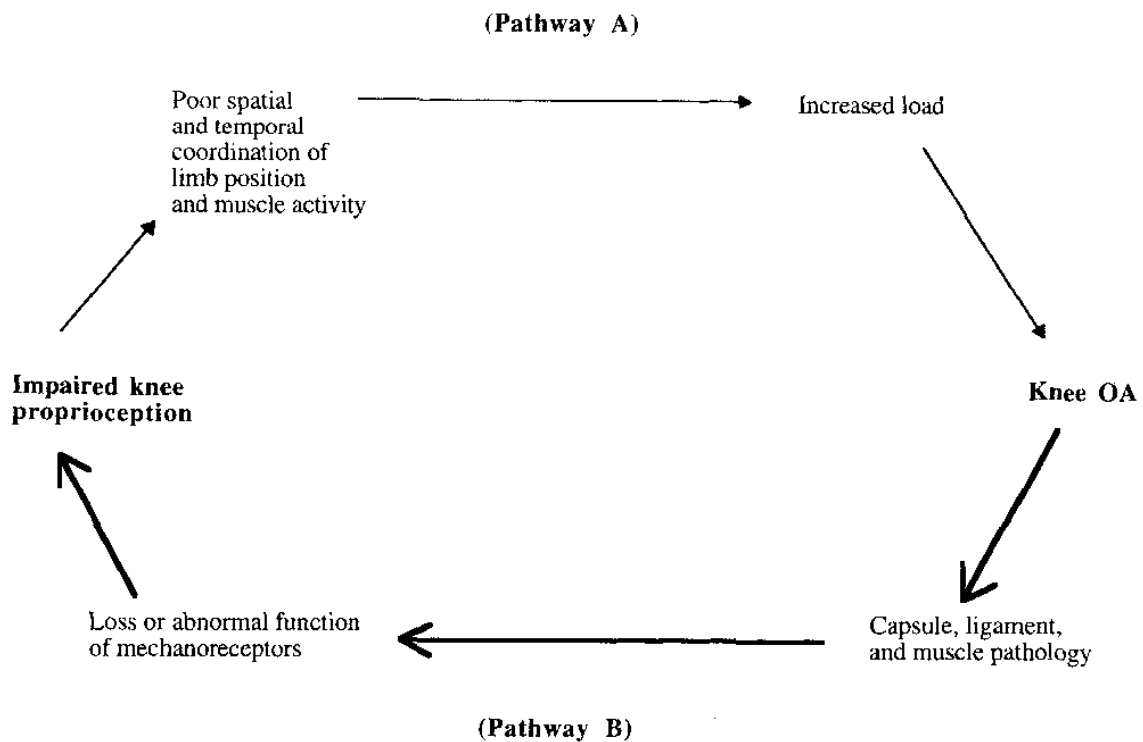 (Pathway A)
Poor spatial
and temporal
coordination of
limb position
and muscle activity
Increased load
Impaired knee
proprioception
Knee OA
Loss or abnormal function
of mechanoreceptors
Capsule, ligament,
and muscle pathology
(Pathway B)